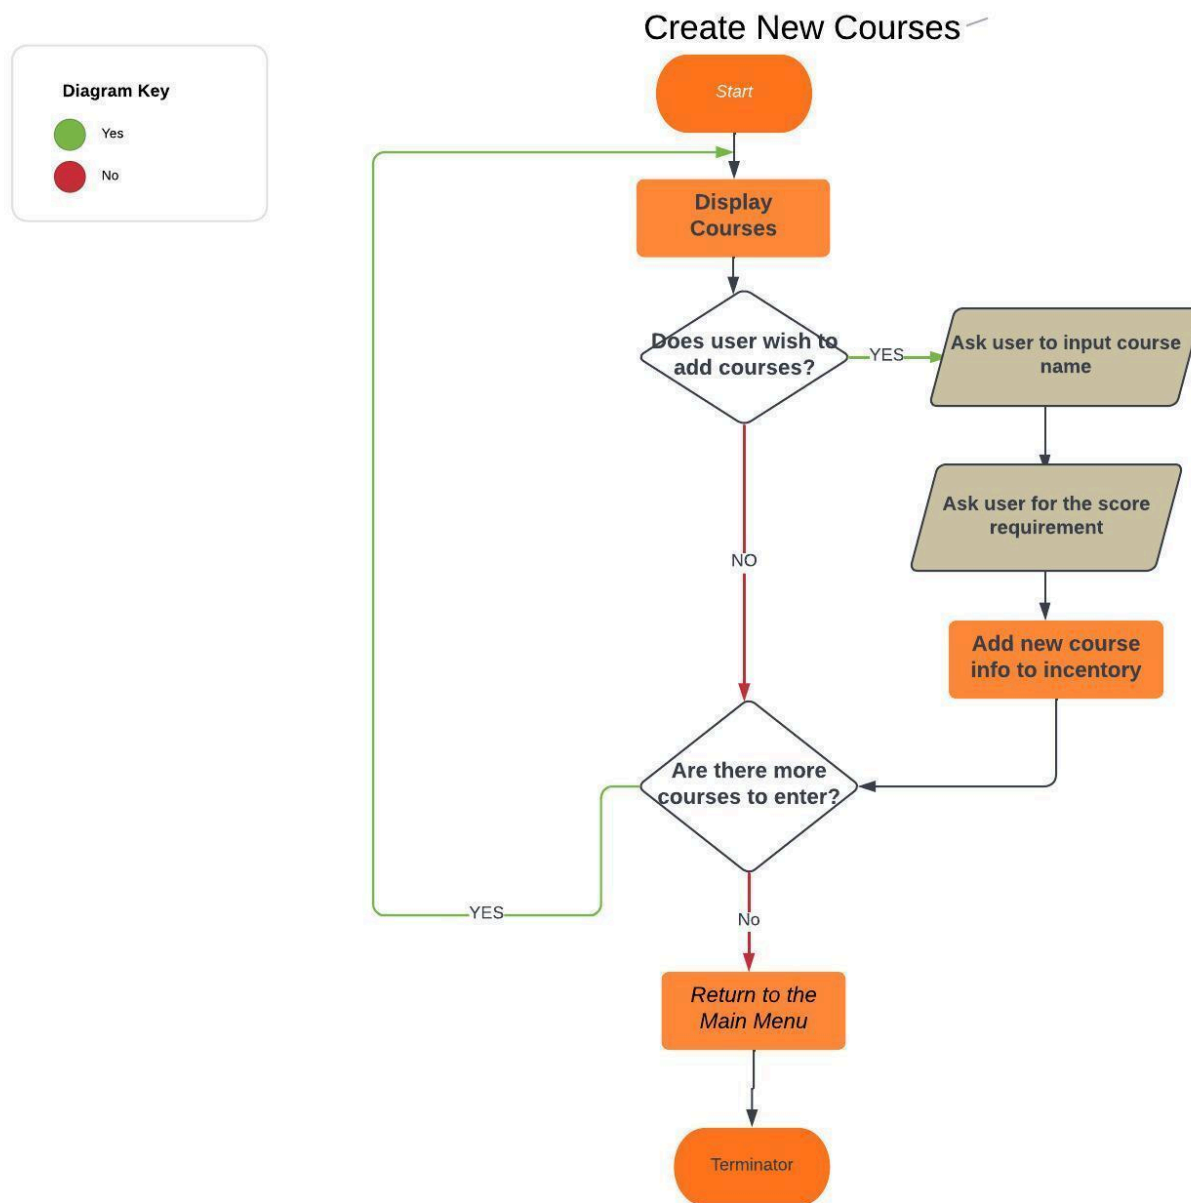 Create New Courses
Diagram Key
Yes
No
Start
Display
Courses
Does user wish to
add courses?
YES
Ask user to input course
name
Ask user for the score
requirement
NO
Add new course
info to incentory
Are there more
courses to enter?
YES
No
Return to the
Main Menu
Terminator